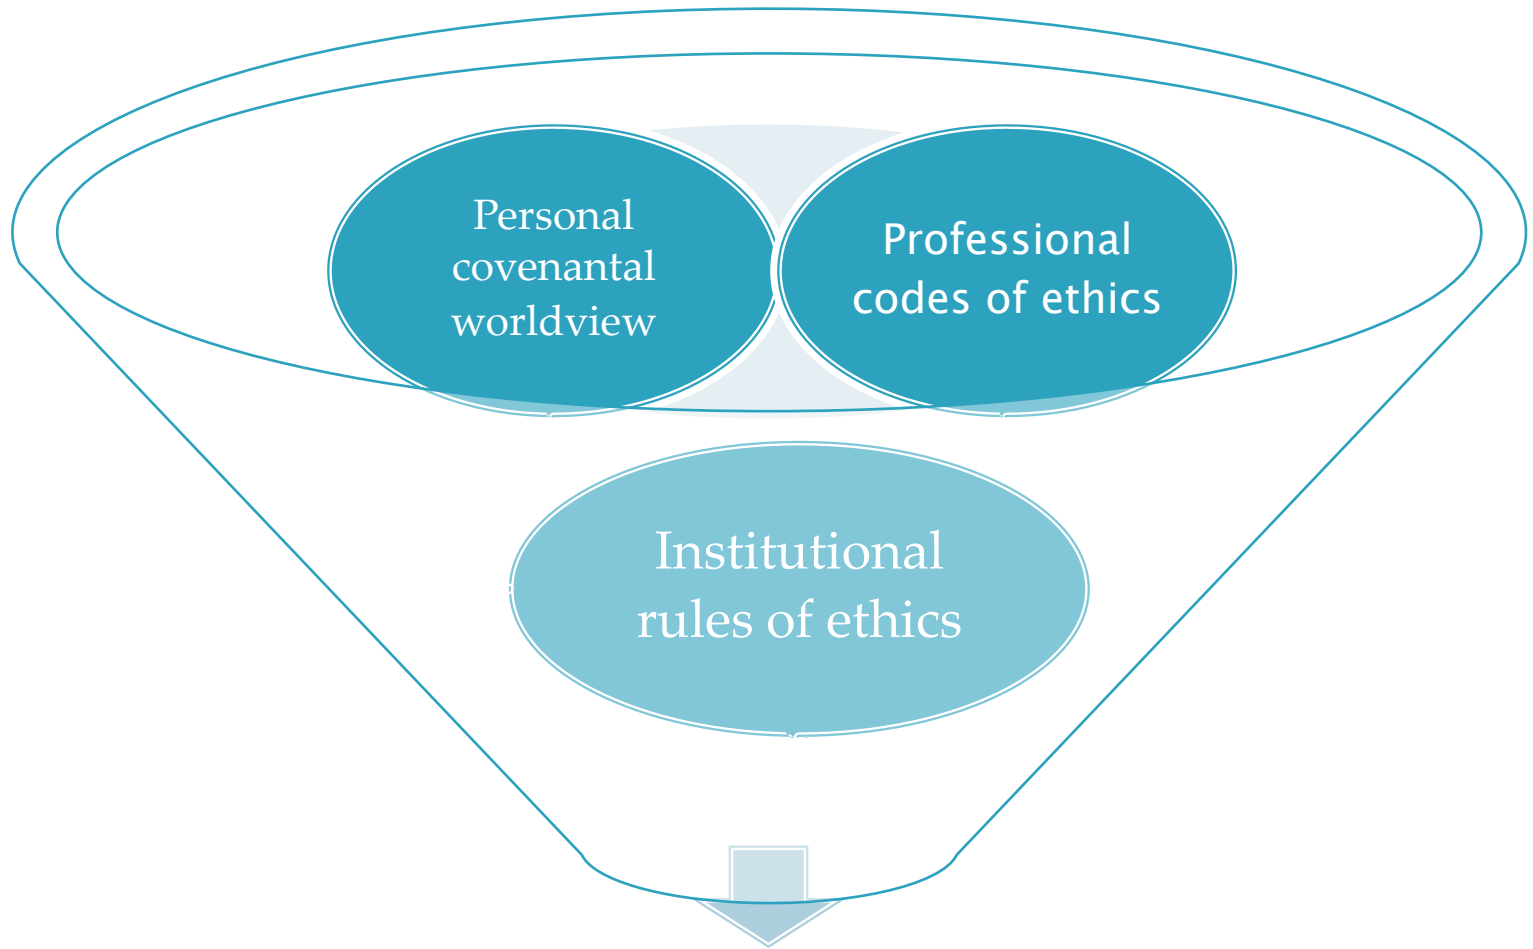 Personal
covenantal
worldview
Professional
codes of ethics
Institutional
rules of ethics